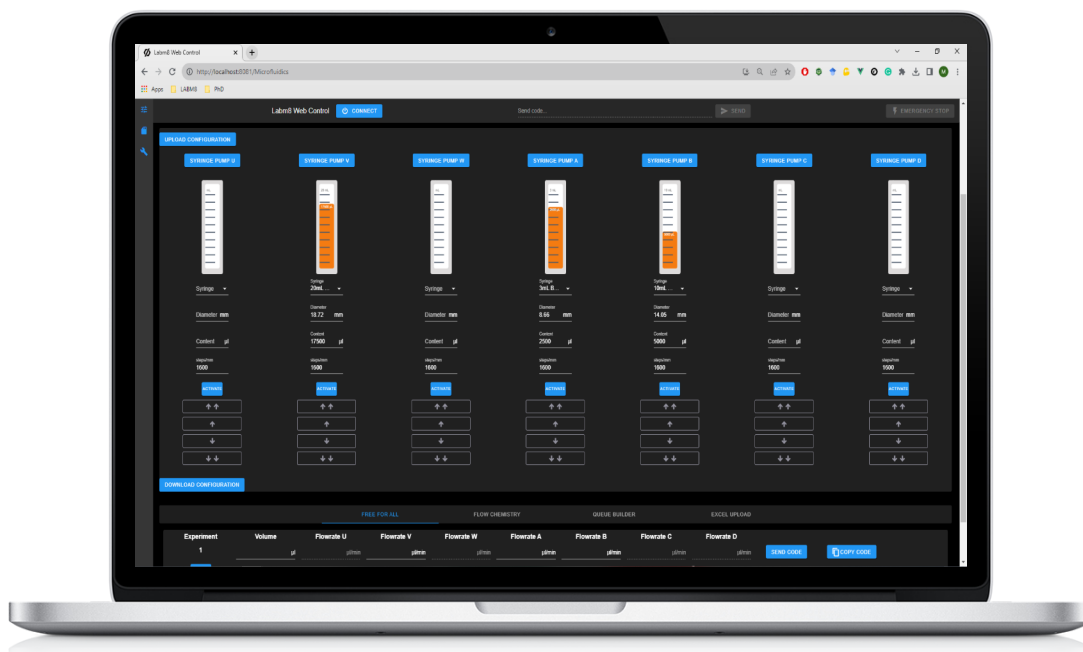 Labm8 Web Control
http://localhost:8081/Microfluidics
Apps LABM8 PhD
Labm8 Web Control CONNECT Send code... SEND EMERGENCY STOP
UPLOAD CONFIGURATION
SYRINGE PUMP U SYRINGE PUMP V SYRINGE PUMP W SYRINGE PUMP A SYRINGE PUMP B SYRINGE PUMP C SYRINGE PUMP D
Syringe Syringe Syringe
Syringe 20mL ... Syringe 3mL B... 10mL ... Syringe Syringe
Diameter Diameter Diameter
Diameter mm 18.72 mm Diameter mm 8.66 mm 14.05 mm Diameter mm Diameter mm
Content Content Content
Content µl 17500 µl Content µl 2500 µl 5000 µl Content µl Content µl
steps/mm steps/mm steps/mm steps/mm steps/mm steps/mm steps/mm
1600 1600 1600 1600 1600 1600 1600
ACTIVATE ACTIVATE ACTIVATE ACTIVATE ACTIVATE ACTIVATE ACTIVATE
DOWNLOAD CONFIGURATION
FREE FOR ALL FLOW CHEMISTRY QUEUE BUILDER EXCEL UPLOAD
Experiment Volume Flowrate U Flowrate V Flowrate W Flowrate A Flowrate B Flowrate C Flowrate D
1 µl µl/min µl/min µl/min µl/min µl/min µl/min µl/min SEND CODE COPY CODE